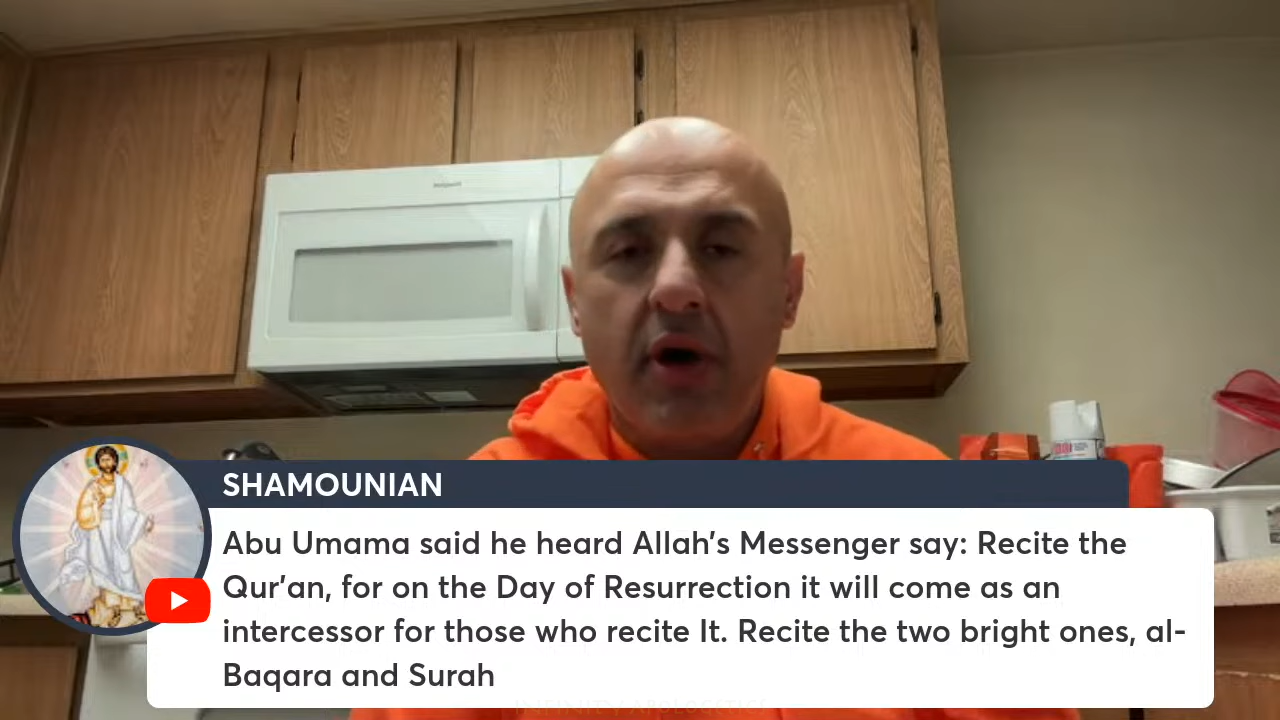 SHAMOUNIAN
Abu Umama said he heard Allah's Messenger say: Recite the
Qur'an, for on the Day of Resurrection it will come as an
intercessor for those who recite It. Recite the two bright ones, al-
Baqara and Surah
INFINITY APOLOGETICS